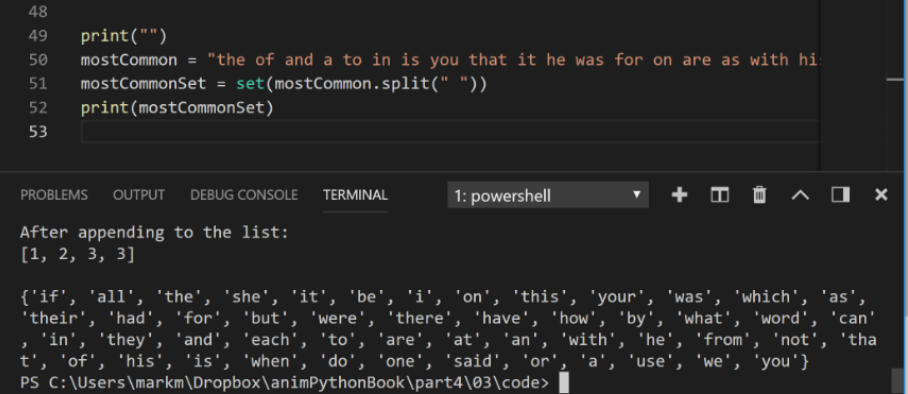 48
49 print("")
50 mostCommon = "the of and a to in is you that it he was for on are as with hi
51 mostCommonSet = set(mostCommon.split(" "))
52 print(mostCommonSet)
53
PROBLEMS OUTPUT DEBUG CONSOLE TERMINAL 1: powershell
After appending to the list:
[1, 2, 3, 3]
{'if', 'all', 'the', 'she', 'it', 'be', 'i', 'on', 'this', 'your', 'was', 'which', 'as',
'their', 'had', 'for', 'but', 'were', 'there', 'have', 'how', 'by', 'what', 'word', 'can'
, 'in', 'they', 'and', 'each', 'to', 'are', 'at', 'an', 'with', 'he', 'from', 'not', 'tha
t', 'of', 'his', 'is', 'when', 'do', 'one', 'said', 'or', 'a', 'use', 'we', 'you'}
PS C:\Users\markm\Dropbox\animPythonBook\part4\03\code>